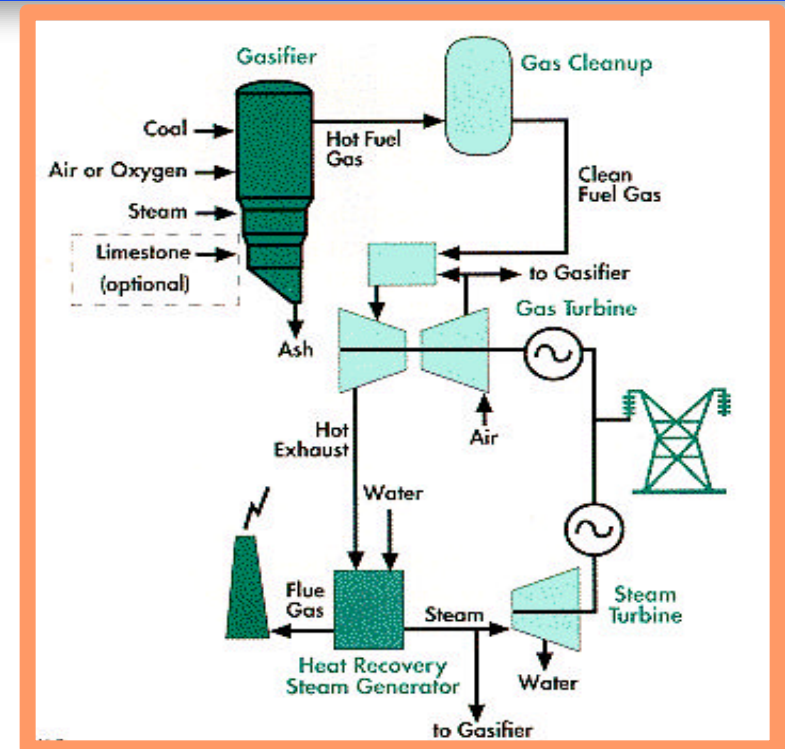 Gasifier
Gas Cleanup
Coal
Hot Fuel
Gas
Air or Oxygen
Clean
Fuel Gas
Steam
Limestone
(optional)
to Gasifier
Gas Turbine
Ash
Air
Hot
Exhaust
Water
Flue
Gas
Steam
Steam
Turbine
Heat Recovery
Steam Generator
Water
to Gasifier